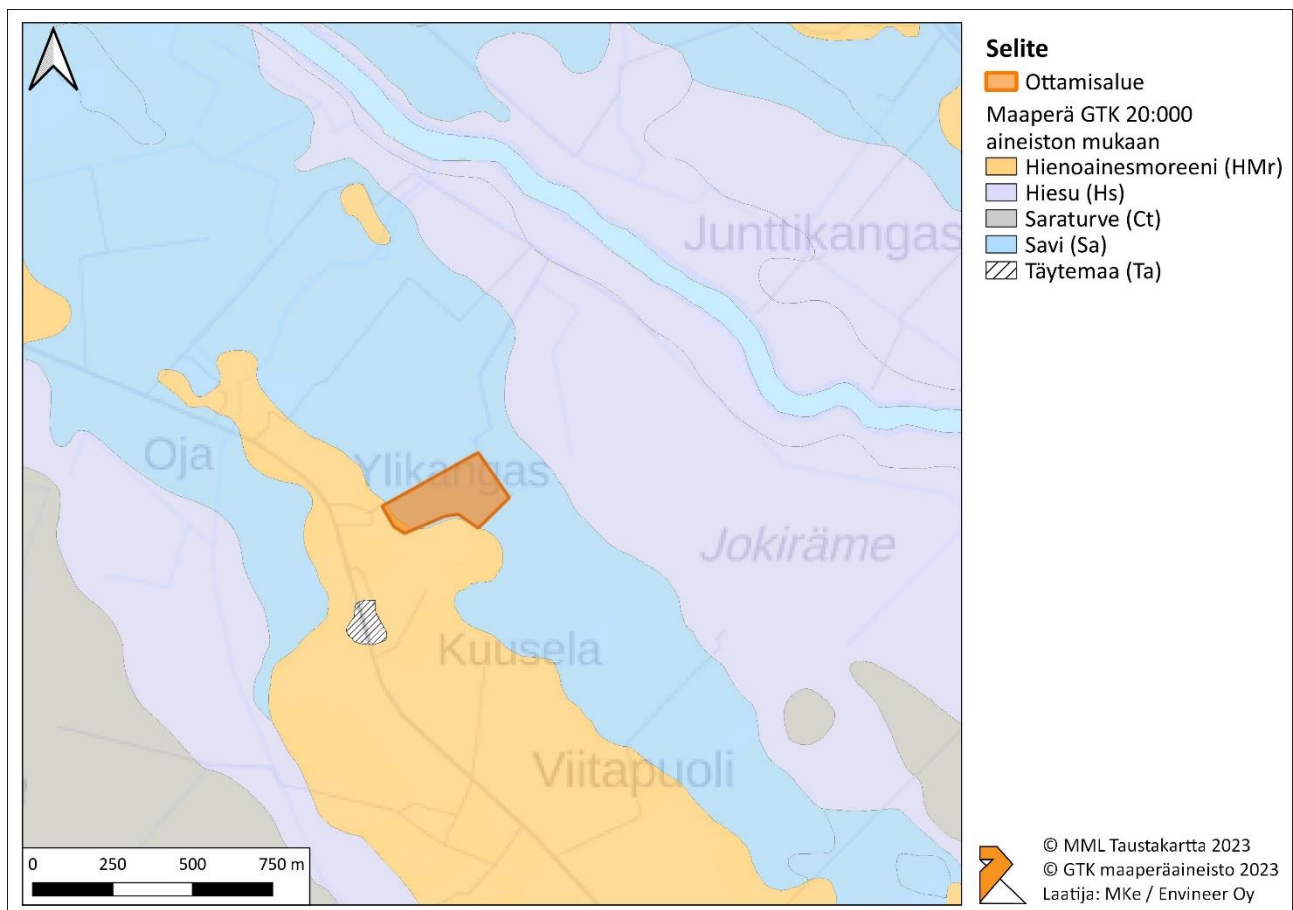 Selite
Ottamisalue
Maaperä GTK 20:000
aineiston mukaan
Hienoainesmoreeni (HMr)
Hiesu (Hs)
Saraturve (Ct)
Savi (Sa)
Täytemaa (Ta)
Junttikangas
Oja
Ylikangas
Jokiräme
Kuusela
Viitapuoli
0 250 500 750 m
© MML Taustakartta 2023
© GTK maaperäaineisto 2023
Laatija: MKe / Envineer Oy